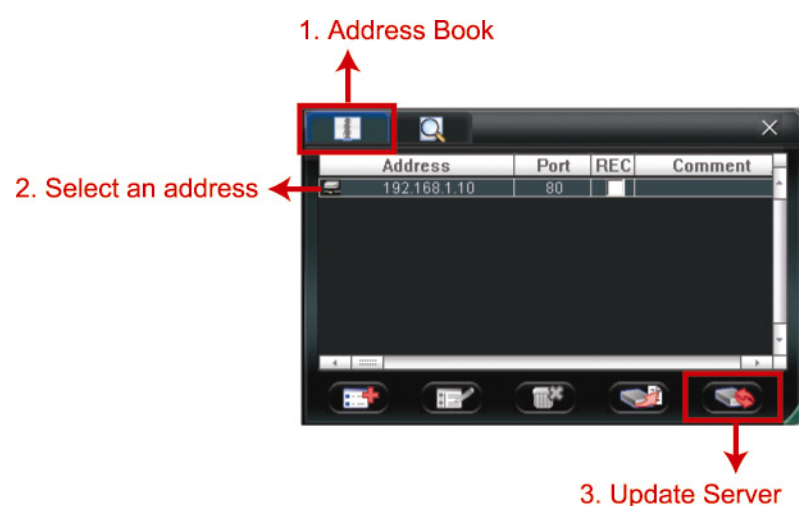 1. Address Book
Address Port REC Comment
2. Select an address
192.168.1.10 80
3. Update Server